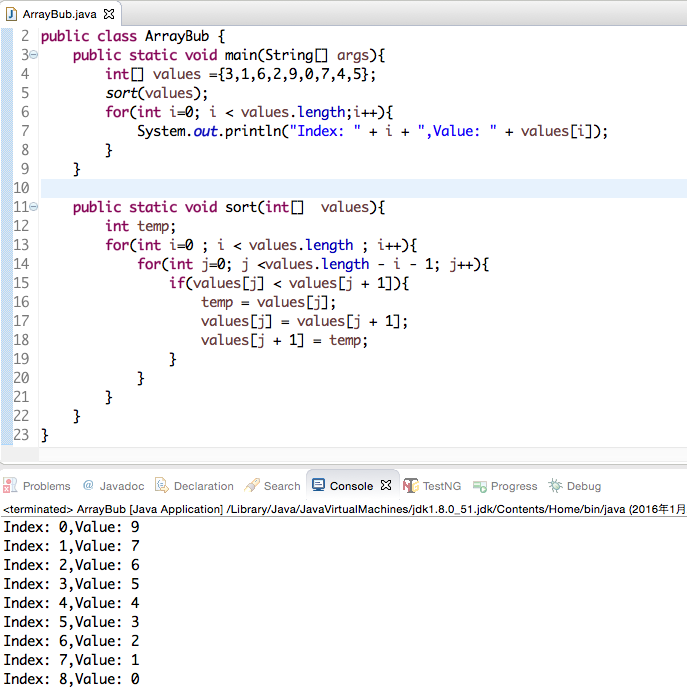 ArrayBub.java
2 public class ArrayBub {
3 public static void main(String[] args){
4 int[] values ={3,1,6,2,9,0,7,4,5};
5 sort(values);
6 for(int i=0; i < values.length;i++){
7 System.out.println("Index: " + i + ",Value: " + values[i]);
8 }
9 }
10
11 public static void sort(int[]  values){
12 int temp;
13 for(int i=0 ; i < values.length ; i++){
14 for(int j=0; j <values.length - i - 1; j++){
15 if(values[j] < values[j + 1]){
16 temp = values[j];
17 values[j] = values[j + 1];
18 values[j + 1] = temp;
19 }
20 }
21 }
22 }
23 }
Problems @ Javadoc Declaration Search Console TestNG Progress Debug
<terminated> ArrayBub [Java Application] /Library/Java/JavaVirtualMachines/jdk1.8.0_51.jdk/Contents/Home/bin/java (2016年1月
Index: 0,Value: 9
Index: 1,Value: 7
Index: 2,Value: 6
Index: 3,Value: 5
Index: 4,Value: 4
Index: 5,Value: 3
Index: 6,Value: 2
Index: 7,Value: 1
Index: 8,Value: 0